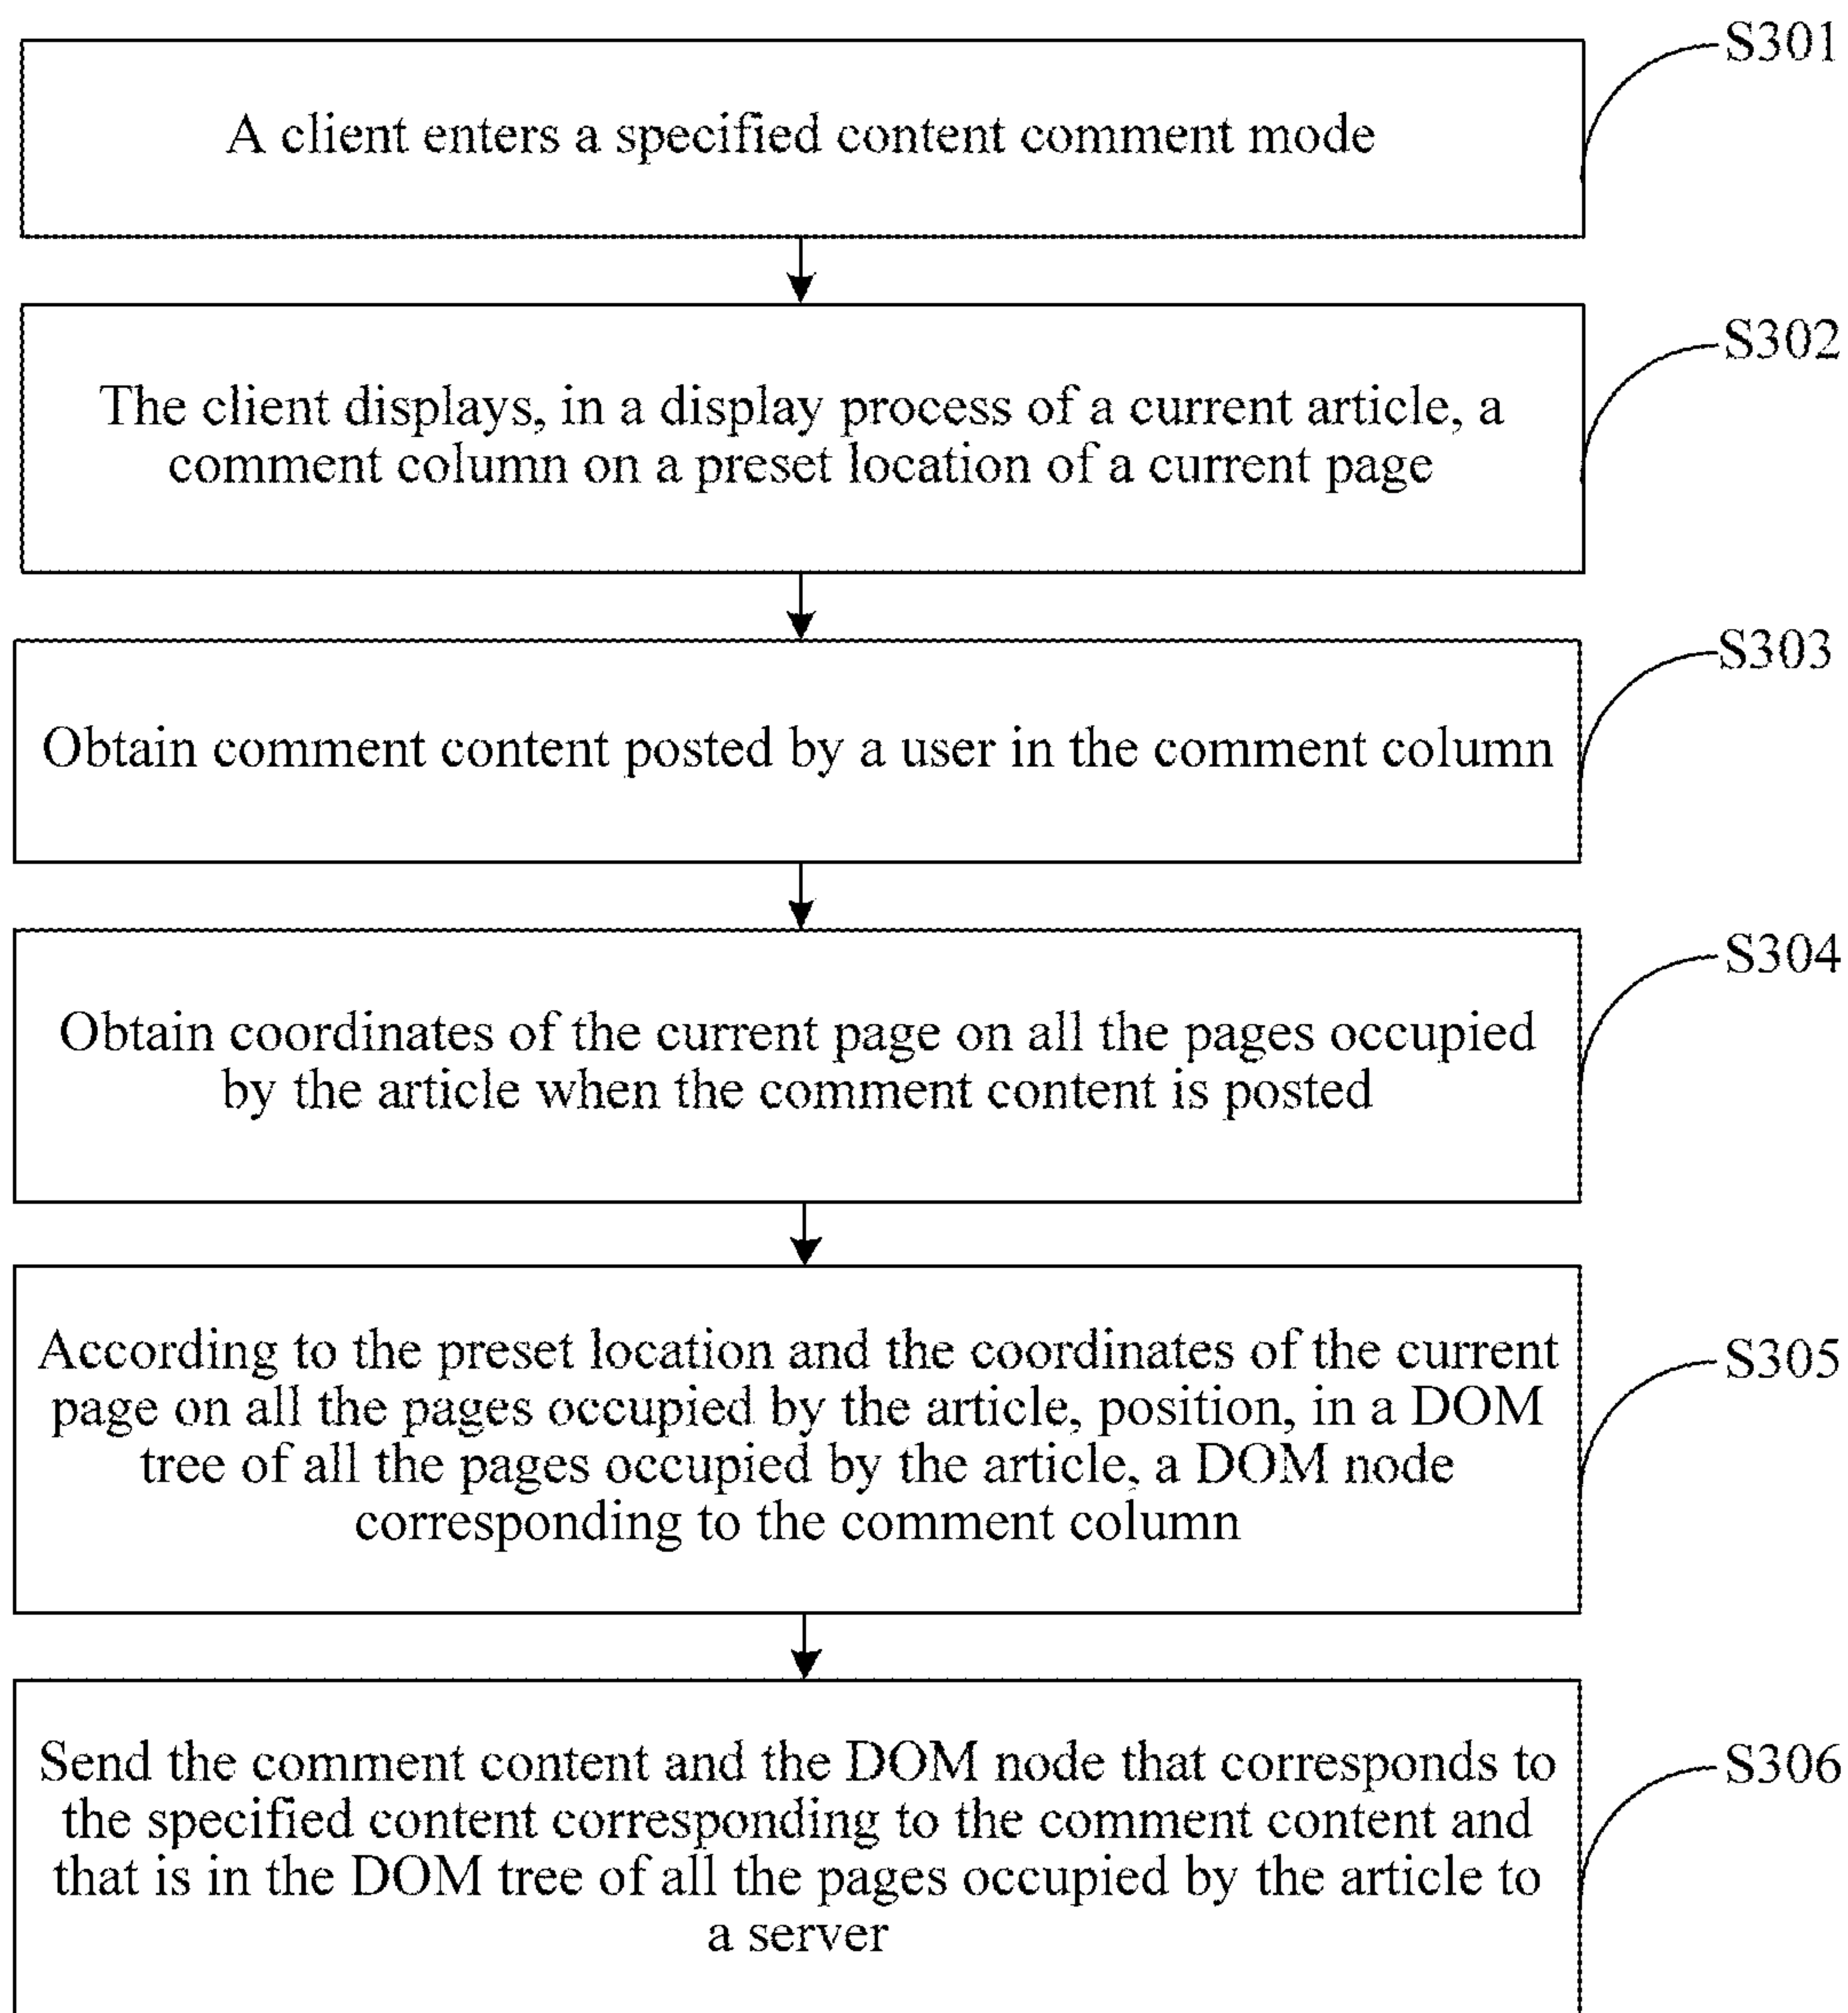 S301
A client enters a specified content comment mode
S302
The client displays, in a display process of a current article, a
comment column on a preset location of a current page
S303
Obtain comment content posted by a user in the comment column
S304
Obtain coordinates of the current page on all the pages occupied
by the article when the comment content is posted
S305
According to the preset location and the coordinates of the current
page on all the pages occupied by the article, position, in a DOM
tree of all the pages occupied by the article, a DOM node
corresponding to the comment column
S306
Send the comment content and the DOM node that corresponds to
the specified content corresponding to the comment content and
that is in the DOM tree of all the pages occupied by the article to
a server